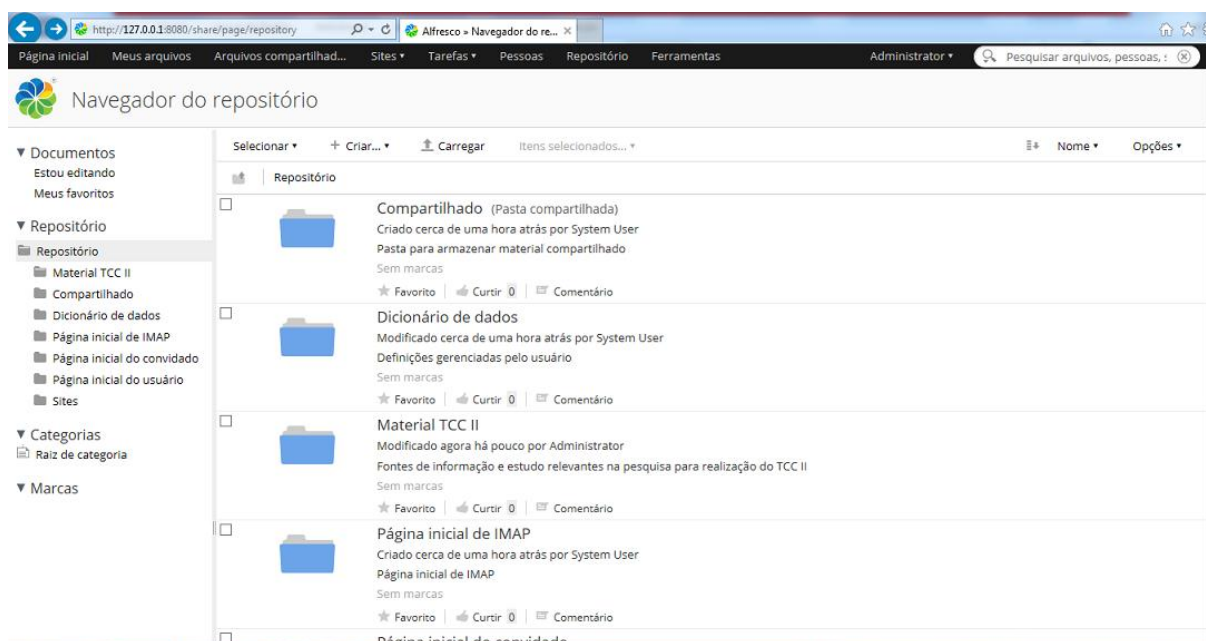 http://127.0.0.1:8080/share/page/repository
Alfresco » Navegador do re...
Página inicial Meus arquivos Arquivos compartilhad... Sites Tarefas Pessoas Repositório Ferramentas Administrator Pesquisar arquivos, pessoas, s
Navegador do repositório
Documentos
Estou editando
Meus favoritos
Repositório
Repositório
Material TCC II
Compartilhado
Dicionário de dados
Página inicial de IMAP
Página inicial do convidado
Página inicial do usuário
Sites
Categorias
Raiz de categoria
Marcas
Selecionar + Criar... Carregar Itens selecionados... Nome Opções
Repositório
Compartilhado (Pasta compartilhada)
Criado cerca de uma hora atrás por System User
Pasta para armazenar material compartilhado
Sem marcas
Favorito Curtir 0 Comentário
Dicionário de dados
Modificado cerca de uma hora atrás por System User
Definições gerenciadas pelo usuário
Sem marcas
Favorito Curtir 0 Comentário
Material TCC II
Modificado agora há pouco por Administrator
Fontes de informação e estudo relevantes na pesquisa para realização do TCC II
Sem marcas
Favorito Curtir 0 Comentário
Página inicial de IMAP
Criado cerca de uma hora atrás por System User
Página inicial de IMAP
Sem marcas
Favorito Curtir 0 Comentário
Página inicial do convidado